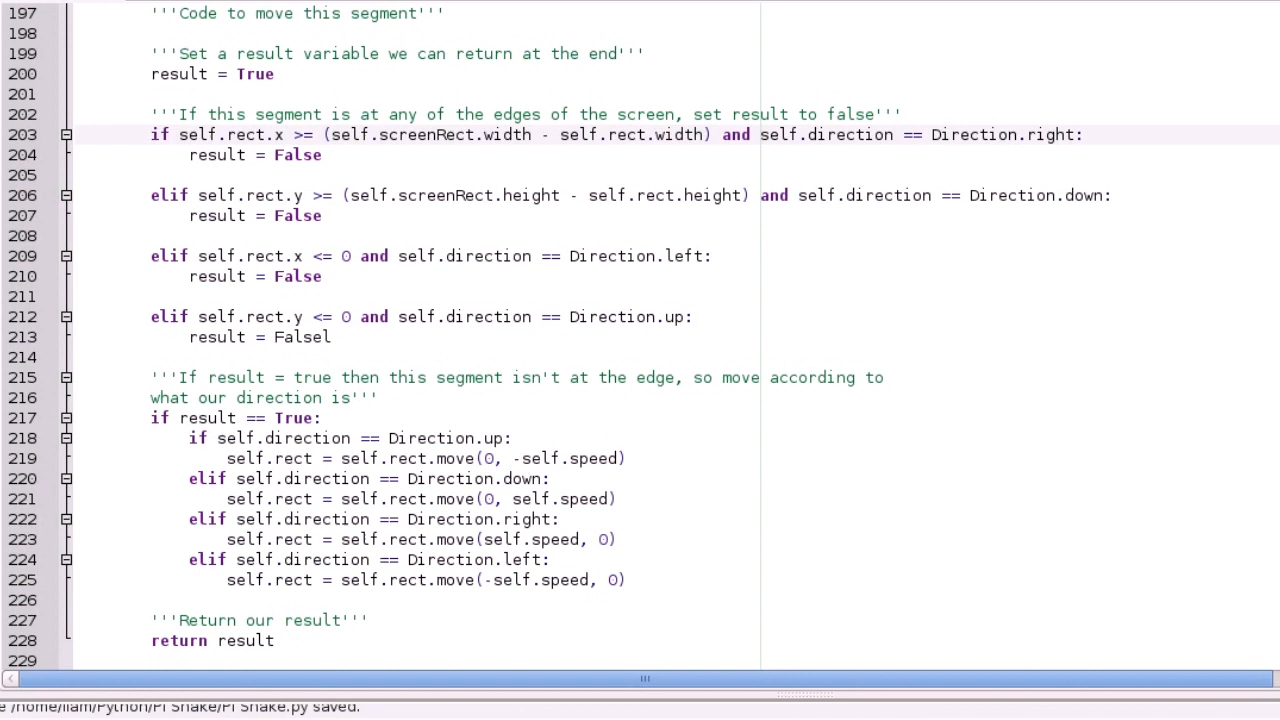 197 '''Code to move this segment'''
198
199 '''Set a result variable we can return at the end'''
200 result = True
201
202 '''If this segment is at any of the edges of the screen, set result to false'''
203 if self.rect.x >= (self.screenRect.width - self.rect.width) and self.direction == Direction.right:
204 result = False
205
206 elif self.rect.y >= (self.screenRect.height - self.rect.height) and self.direction == Direction.down:
207 result = False
208
209 elif self.rect.x <= 0 and self.direction == Direction.left:
210 result = False
211
212 elif self.rect.y <= 0 and self.direction == Direction.up:
213 result = Falsel
214
215 '''If result = true then this segment isn't at the edge, so move according to
216 what our direction is'''
217 if result == True:
218 if self.direction == Direction.up:
219 self.rect = self.rect.move(0, -self.speed)
220 elif self.direction == Direction.down:
221 self.rect = self.rect.move(0, self.speed)
222 elif self.direction == Direction.right:
223 self.rect = self.rect.move(self.speed, 0)
224 elif self.direction == Direction.left:
225 self.rect = self.rect.move(-self.speed, 0)
226
227 '''Return our result'''
228 return result
229
e /home/liam/Python/Pi Snake/Pi Snake.py saved.